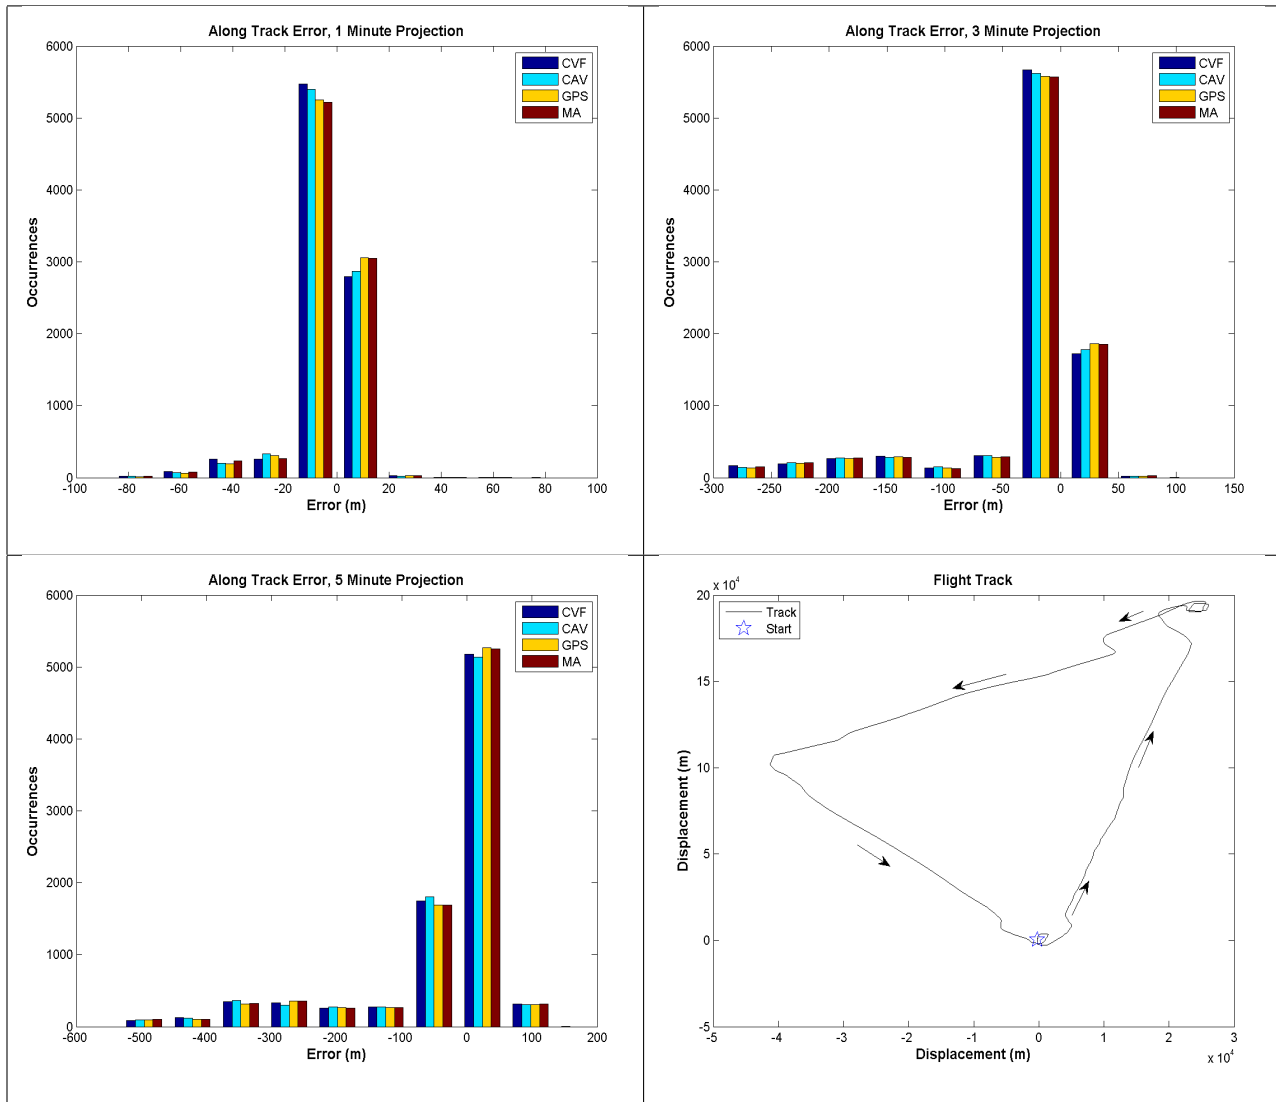 Along Track Error, 1 Minute Projection
6000
5000
4000
3000
2000
1000
0
Occurrences
CVF
CAV
GPS
MA
-100 -80 -60 -40 -20 0 20 40 60 80 100
Error (m)
Along Track Error, 3 Minute Projection
6000
5000
4000
3000
2000
1000
0
Occurrences
CVF
CAV
GPS
MA
-300 -250 -200 -150 -100 -50 0 50 100 150
Error (m)
Along Track Error, 5 Minute Projection
6000
5000
4000
3000
2000
1000
0
Occurrences
CVF
CAV
GPS
MA
-600 -500 -400 -300 -200 -100 0 100 200
Error (m)
Flight Track
x 10^4
20
15
10
5
0
-5
Displacement (m)
Track
Start
-5 -4 -3 -2 -1 0 1 2 3
Displacement (m)
x 10^4